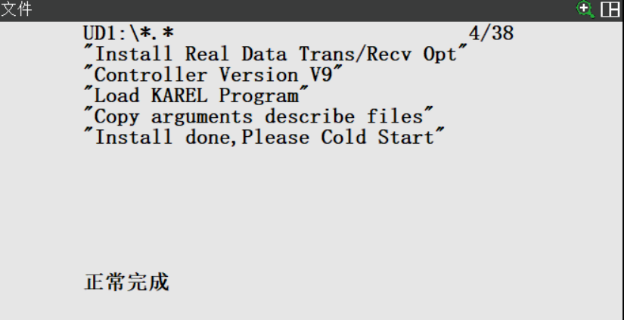 文件
UD1:\*.* 4/38
"Install Real Data Trans/Recv Opt"
"Controller Version V9"
"Load KAREL Program"
"Copy arguments describe files"
"Install done,Please Cold Start"
正常完成